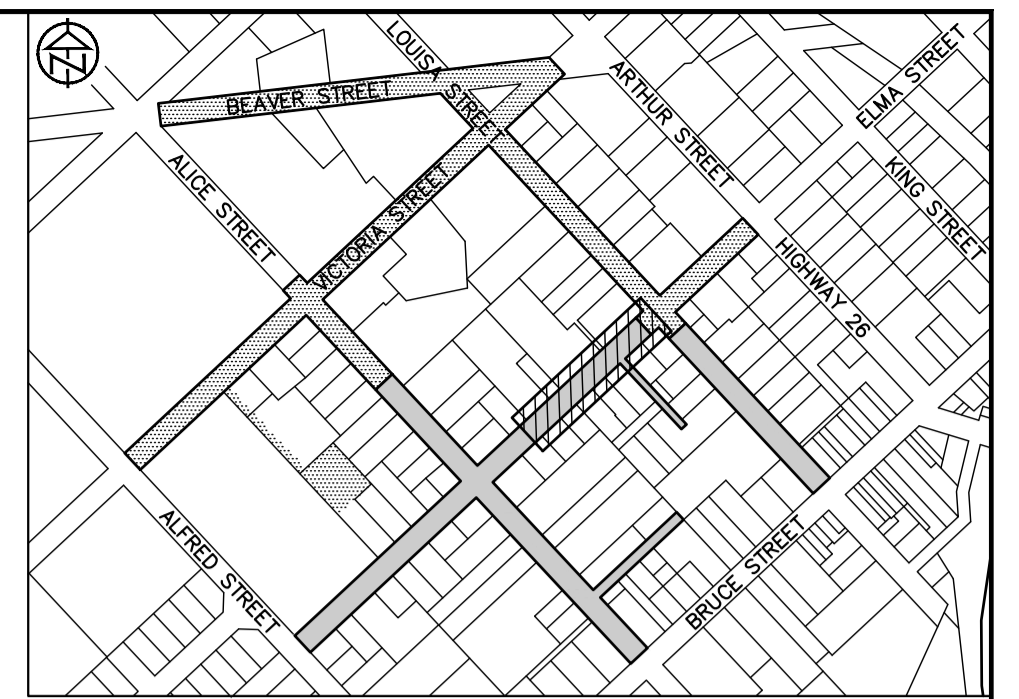 N
LOUISA STREET
BEAVER STREET
ARTHUR STREET
ELMA STREET
ALICE STREET
VICTORIA STREET
KING STREET
HIGHWAY 26
ALFRED STREET
BRUCE STREET